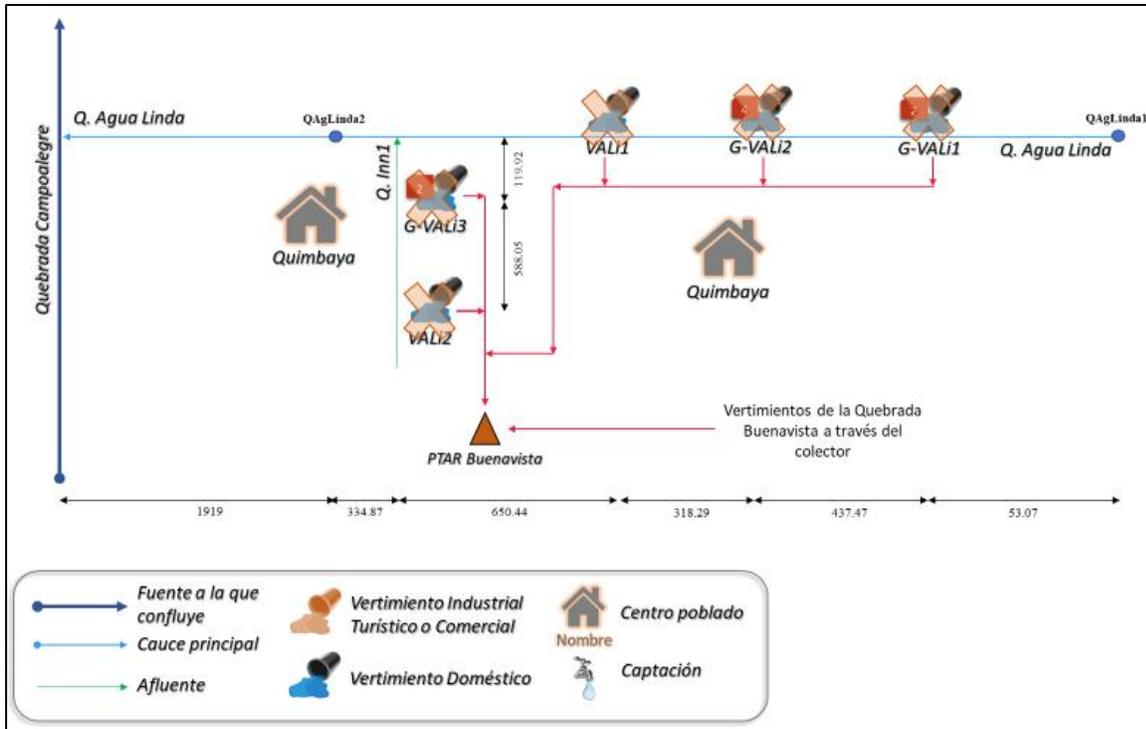 Q. Agua Linda
QAgLinda2
VALi1
G-VALi2
G-VALi1
QAgLinda1
Q. Agua Linda
Quebrada Campoalegre
Q. Inn1
119.92
588.05
2
2
2
G-VALi3
Quimbaya
Quimbaya
VALi2
Vertimientos de la Quebrada
Buenavista a través del
colector
PTAR Buenavista
1919
334.87
650.44
318.29
437.47
53.07
Fuente a la que
confluye
Cauce principal
Afluente
Vertimiento Industrial
Turístico o Comercial
Vertimiento Doméstico
Centro poblado
Nombre
Captación